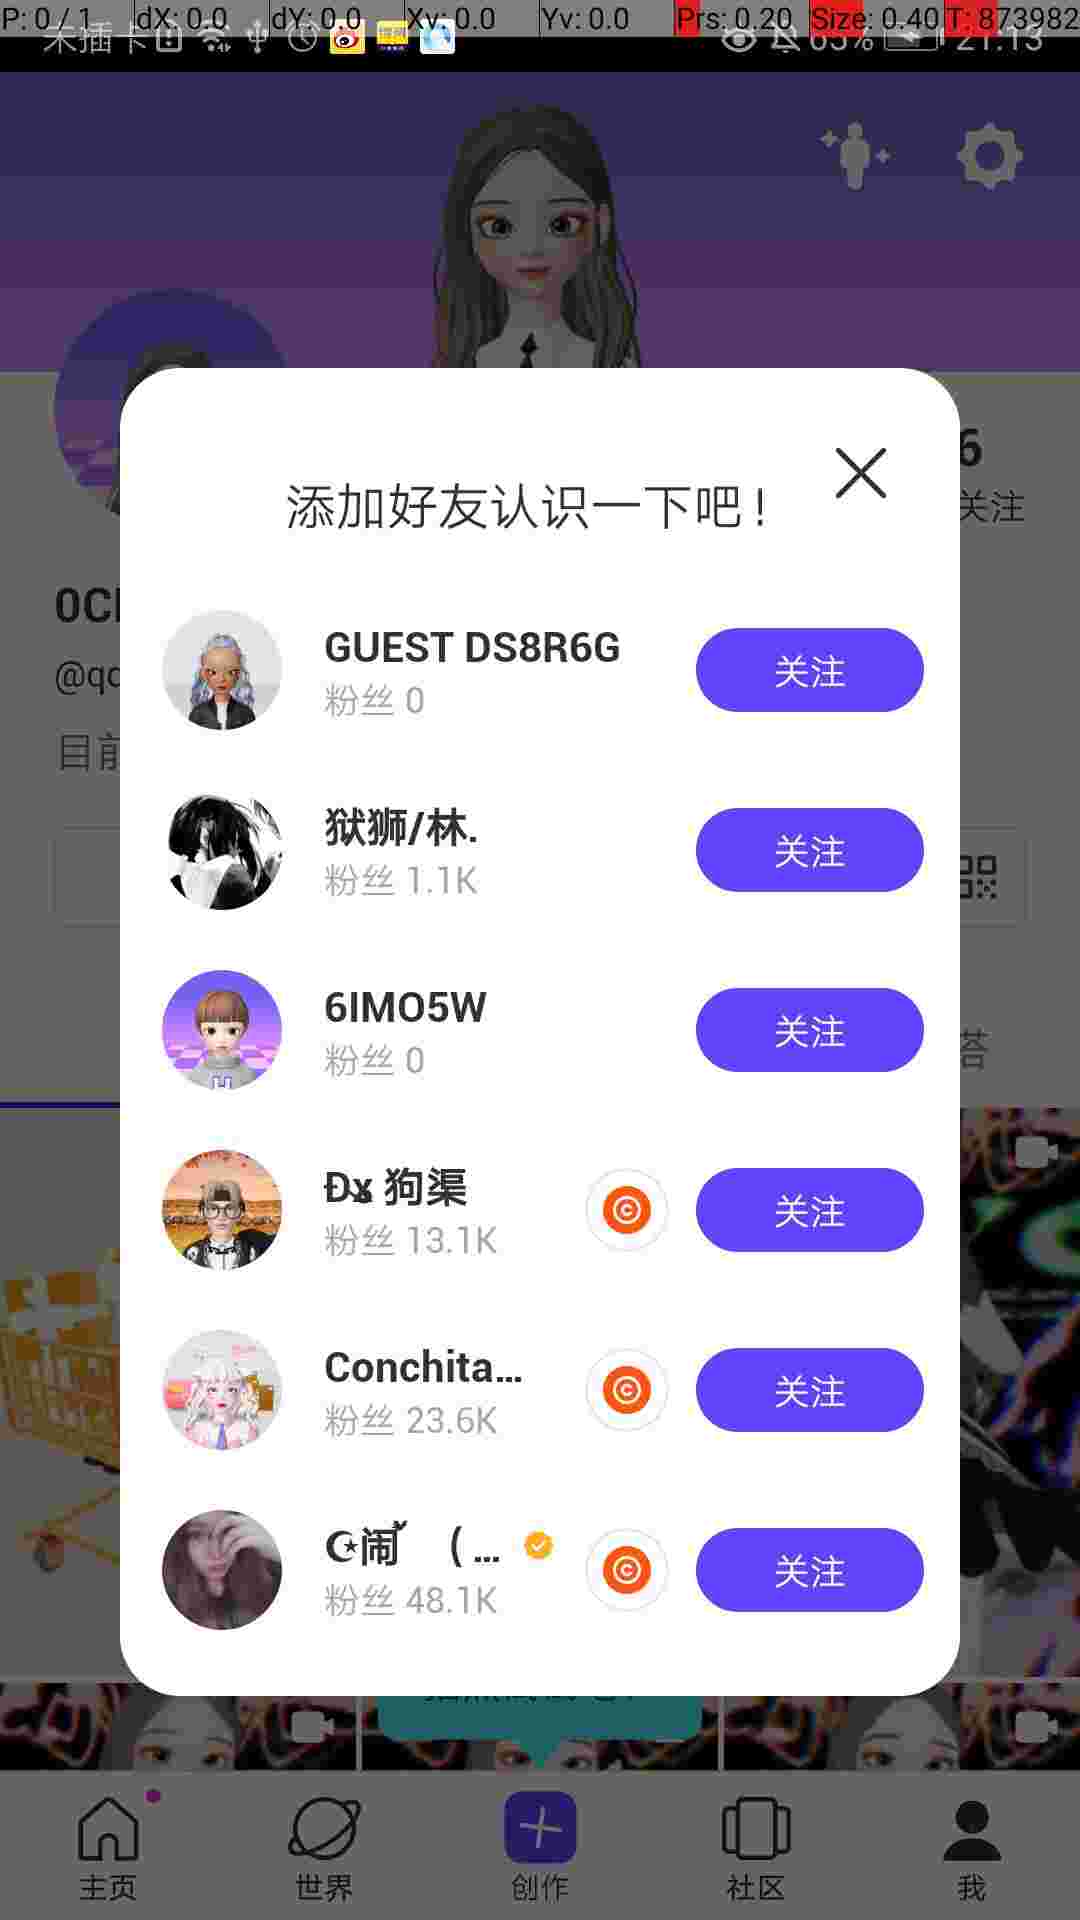 P: 0 / 1 dX: 0.0 dY: 0.0 Xv: 0.0 Yv: 0.0 Prs: 0.20 Size: 0.40 T: 873982
未插卡 63% 21:13
6
关注
添加好友认识一下吧!
GUEST DS8R6G
粉丝 0
关注
狱狮/林.
粉丝 1.1K
关注
6IMO5W
粉丝 0
关注
狗渠
粉丝 13.1K
关注
Conchita...
粉丝 23.6K
关注
闹 ( ...
粉丝 48.1K
关注
@qc
目前
答
主页
世界
创作
社区
我